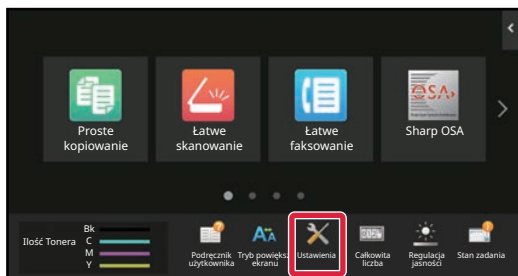 Proste
kopiowanie
Łatwe
skanowanie
Łatwe
faksowanie
OSA
Sharp OSA
Ilość Tonera
Bk
C
M
Y
Podręcznik
użytkownika
Tryb powiększ.
ekranu
Ustawienia
Całkowita
liczba
Regulacja
jasności
Stan zadania